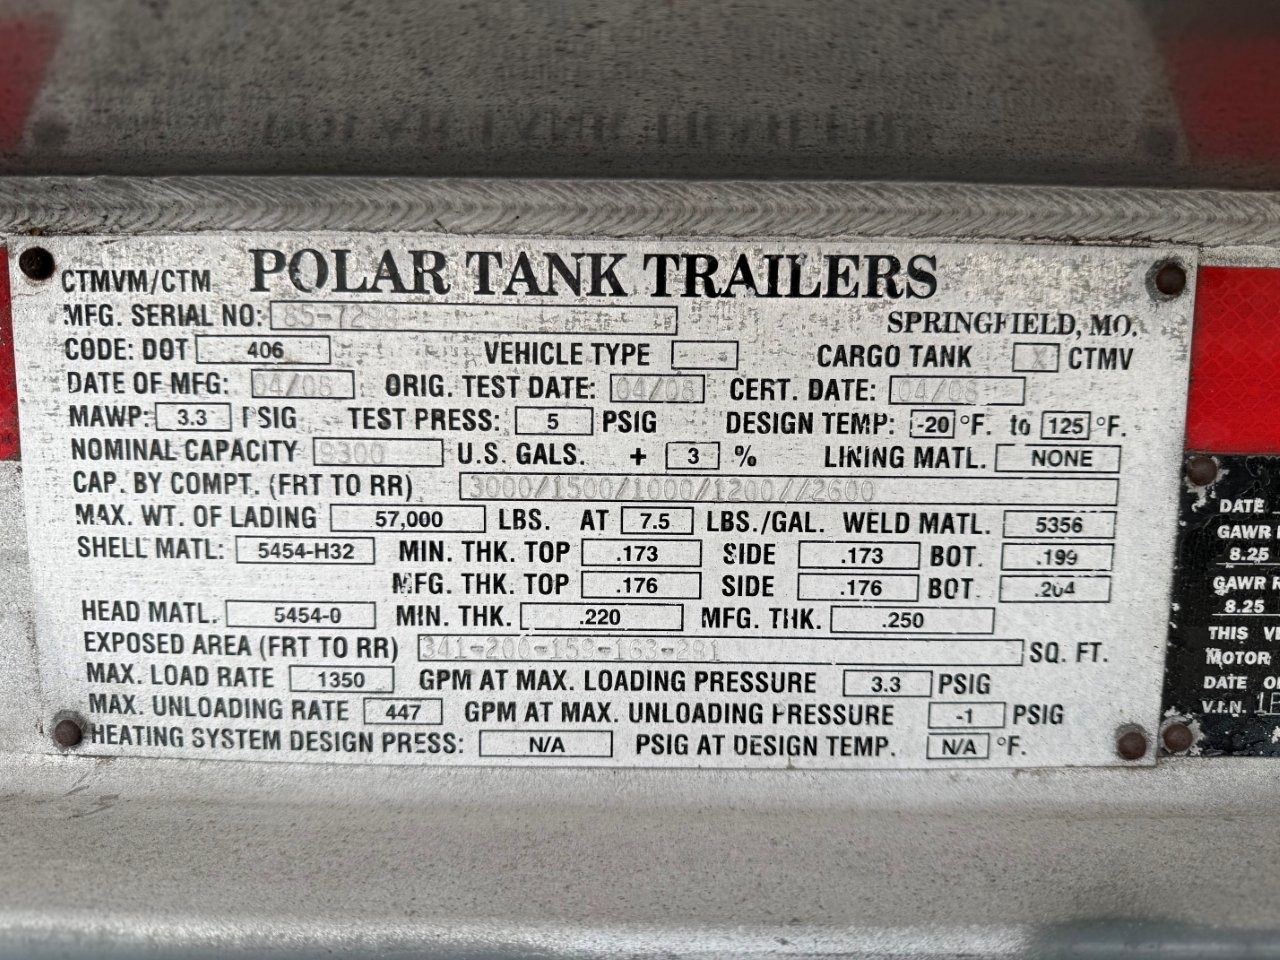 POLAR TANK TRAILERS
CTMVM/CTM
MFG. SERIAL NO:
SPRINGFIELD, MO.
CODE: DOT 406 VEHICLE TYPE CARGO TANK X CTMV
DATE OF MFG: ORIG. TEST DATE: CERT. DATE:
MAWP: 3.3 PSIG TEST PRESS: 5 PSIG DESIGN TEMP: -20 °F. to 125 °F.
NOMINAL CAPACITY 9300 U.S. GALS. + 3 % LINING MATL. NONE
CAP. BY COMPT. (FRT TO RR) 3000/1500/1000/1200//2600
MAX. WT. OF LADING 57,000 LBS. AT 7.5 LBS./GAL. WELD MATL. 5356
SHELL MATL: 5454-H32 MIN. THK. TOP .173 SIDE .173 BOT. .199
MFG. THK. TOP .176 SIDE .176 BOT. .204
HEAD MATL. 5454-0 MIN. THK. .220 MFG. THK. .250
EXPOSED AREA (FRT TO RR) SQ. FT.
MAX. LOAD RATE 1350 GPM AT MAX. LOADING PRESSURE 3.3 PSIG
MAX. UNLOADING RATE 447 GPM AT MAX. UNLOADING PRESSURE -1 PSIG
HEATING SYSTEM DESIGN PRESS: N/A PSIG AT DESIGN TEMP. N/A °F.
DATE
GAWR
8.25
GAWR
8.25
THIS
MOTOR
DATE
V.I.N.